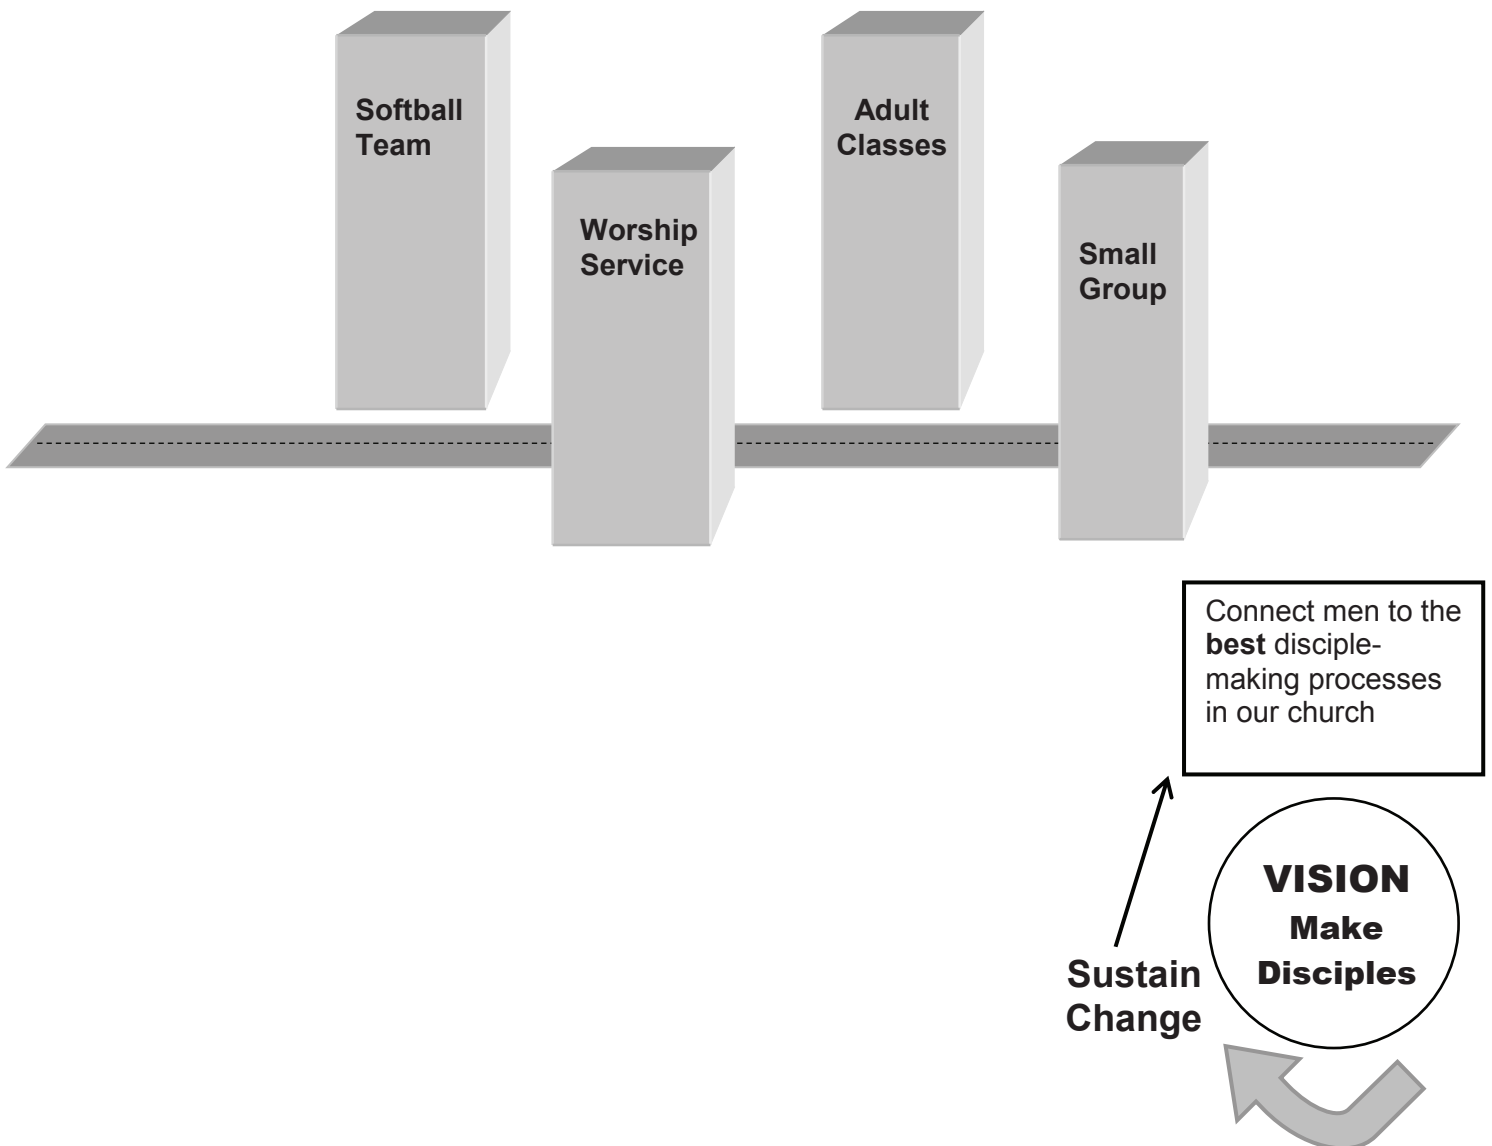 Softball
Team
Adult
Classes
Worship
Service
Small
Group
Connect men to the
best disciple-
making processes
in our church
VISION
Make
Disciples
Sustain
Change